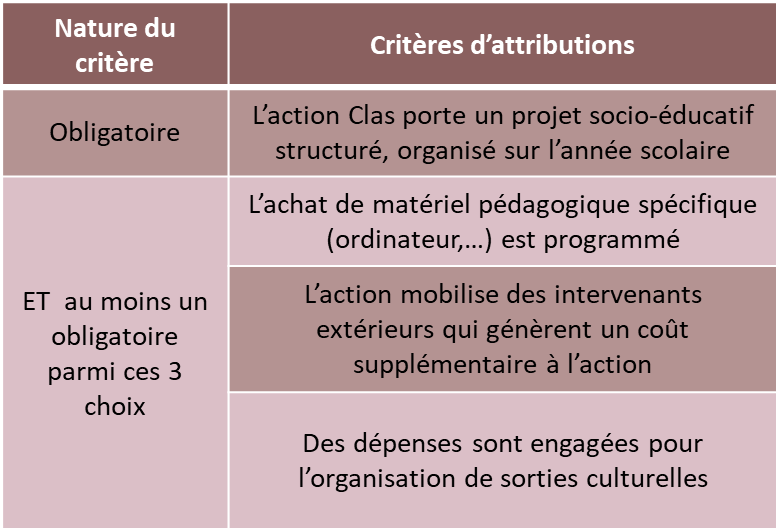 Nature du
critère
Critères d'attributions
Obligatoire
L'action Clas porte un projet socio-éducatif
structuré, organisé sur l'année scolaire
ET  au moins un
obligatoire
parmi ces 3
choix
L'achat de matériel pédagogique spécifique
(ordinateur,…) est programmé
L'action mobilise des intervenants
extérieurs qui génèrent un coût
supplémentaire à l'action
Des dépenses sont engagées pour
l'organisation de sorties culturelles